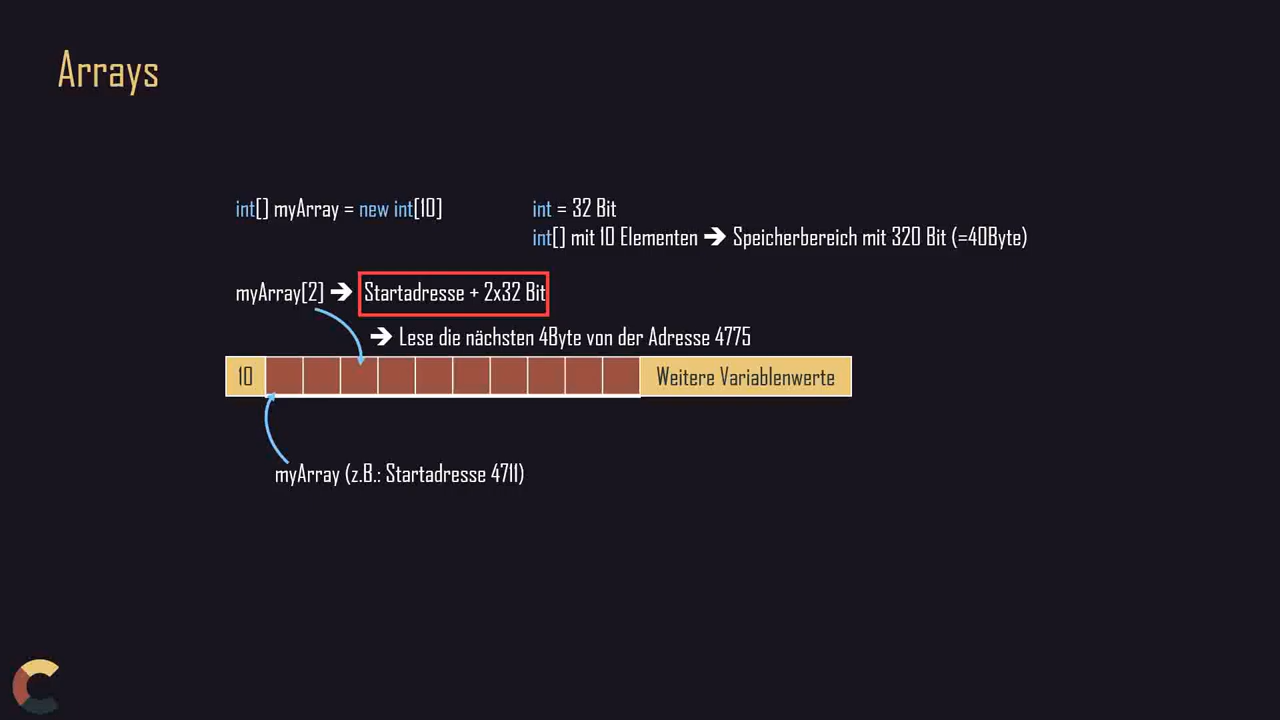 Arrays
int[] myArray = new int[10]
int = 32 Bit
int[] mit 10 Elementen ➔ Speicherbereich mit 320 Bit (=40Byte)
myArray[2] ➔ Startadresse + 2x32 Bit
➔ Lese die nächsten 4Byte von der Adresse 4775
10
Weitere Variablenwerte
myArray (z.B.: Startadresse 4711)